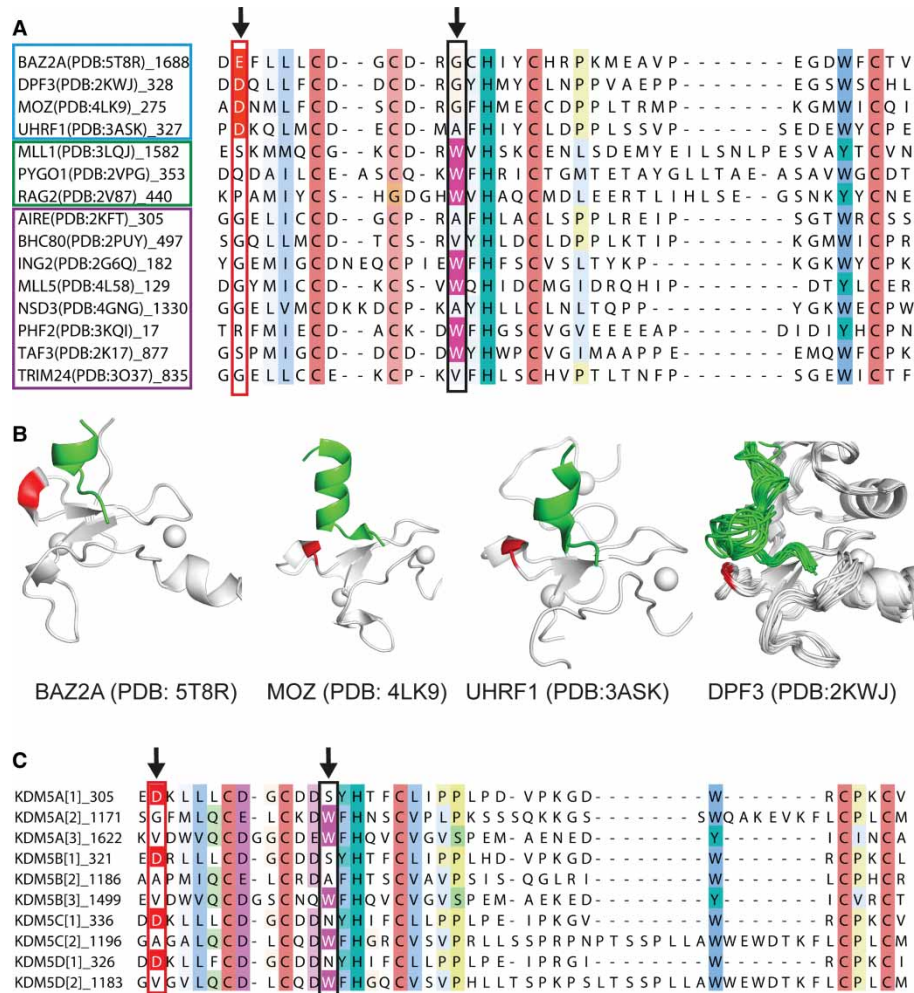 A
BAZ2A(PDB:5T8R)_1688 D E F L L L C D - - G C D - R G C H I Y C H R P K M E A V P - - - - - - - - E G D W F C T V
DPF3(PDB:2KWJ)_328 D D Q L L F C D - - G C D - R G Y H M Y C L N P P V A E P P - - - - - - - - E G S W S C H L
MOZ(PDB:4LK9)_275 A D N M L F C D - - S C D - R G F H M E C C D P P L T R M P - - - - - - - - K G M W I C Q I
UHRF1(PDB:3ASK)_327 P D K Q L M C D - - E C D - M A F H I Y C L D P P L S S V P - - - - - - S E D E W Y C P E
MLL1(PDB:3LQJ)_1582 E S K M M Q C G - - K C D - R W V H S K C E N L S D E M Y E I L S N L P E S V A Y T C V N
PYGO1(PDB:2VPG)_353 D Q D A I L C E - A S C Q - K W F H R I C T G M T E T A Y G L L T A E - A S A V W G C D T
RAG2(PDB:2V87)_440 K P A M I Y C S - - H G D G H W V H A Q C M D L E E R T L I H L S E - - G S N K Y Y C N E
AIRE(PDB:2KFT)_305 G G E L I C C D - - G C P - R A F H L A C L S P P L R E I P - - - - - - - - S G T W R C S S
BHC80(PDB:2PUY)_497 S G Q L L M C D - - T C S - R V Y H L D C L D P P L K T I P - - - - - - - - K G M W I C P R
ING2(PDB:2G6Q)_182 Y G E M I G C D N E Q C P I E W F H F S C V S L T Y K P - - - - - - - - - - K G K W Y C P K
MLL5(PDB:4L58)_129 D G Y M I C C D - - K C S - V W Q H I D C M G I D R Q H I P - - - - - - - - - D T Y L C E R
NSD3(PDB:4GNG)_1330 G G E L V M C D K K D C P - K A Y H L L C L N L T Q P P - - - - - - - - - - Y G K W E C P W
PHF2(PDB:3KQI)_17 T R F M I E C D - - A C K - D W F H G S C V G V E E E E A P - - - - - - D I D I Y H C P N
TAF3(PDB:2K17)_877 G S P M I G C D - - D C D - D W Y H W P C V G I M A A P P E - - - - - - - - E M Q W F C P K
TRIM24(PDB:3O37)_835 G G E L L C C E - - K C P - K V F H L S C H V P T L T N F P - - - - - - - - S G E W I C T F
B
BAZ2A (PDB: 5T8R) MOZ (PDB: 4LK9) UHRF1 (PDB:3ASK) DPF3 (PDB:2KWJ)
C
KDM5A[1]_305 E D K L L L C D - G C D D S Y H T F C L I P P L P D - V P K G D - - - - - - - - - - - W - - - - - - - - - R C P K C V
KDM5A[2]_1171 S G F M L Q C E - L C K D W F H N S C V P L P K S S S Q K K G S - - - - - - - - - - S W Q A K E V K F L C P L C M
KDM5A[3]_1622 K V D W V Q C D G G C D E W F H Q V C V G V S P E M A - E N E D - - - - - - - - - - - Y - - - - - - - - - I C I N C A
KDM5B[1]_321 E D R L L L C D - G C D D S Y H T F C L I P P L H D - V P K G D - - - - - - - - - - - W - - - - - - - - - R C P K C L
KDM5B[2]_1186 A A P M I Q C E - L C R D A F H T S C V A V P S I S - Q G L R I - - - - - - - - - - - W - - - - - - - - - L C P H C R
KDM5B[3]_1499 E V D W V Q C D G S C N Q W F H Q V C V G V S P E M A - E K E D - - - - - - - - - - - Y - - - - - - - - - I C V R C T
KDM5C[1]_336 D D K L L L C D - G C D D N Y H I F C L L P P L P E - I P K G V - - - - - - - - - - - W - - - - - - - - - R C P K C V
KDM5C[2]_1196 G A G A L Q C D - L C Q D W F H G R C V S V P R L L S S P R P N P T S S P L L A W W E W D T K F L C P L C M
KDM5D[1]_326 D D K L L F C D - G C D D N Y H I F C L L P P L P E - I P R G I - - - - - - - - - - - W - - - - - - - - - R C P K C I
KDM5D[2]_1183 G V G V L Q C D - L C Q D W F H G Q C V S V P H L L T S P K P S L T S S P L L A W W E W D T K F L C P L C M